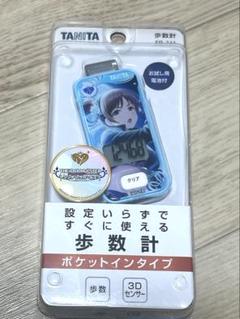 TANITA
歩数計
お試し用
電池付
TANITA
12468
クリア
設定いらずで
すぐに使える
歩数計
ポケットインタイプ
歩数
3D
センサー